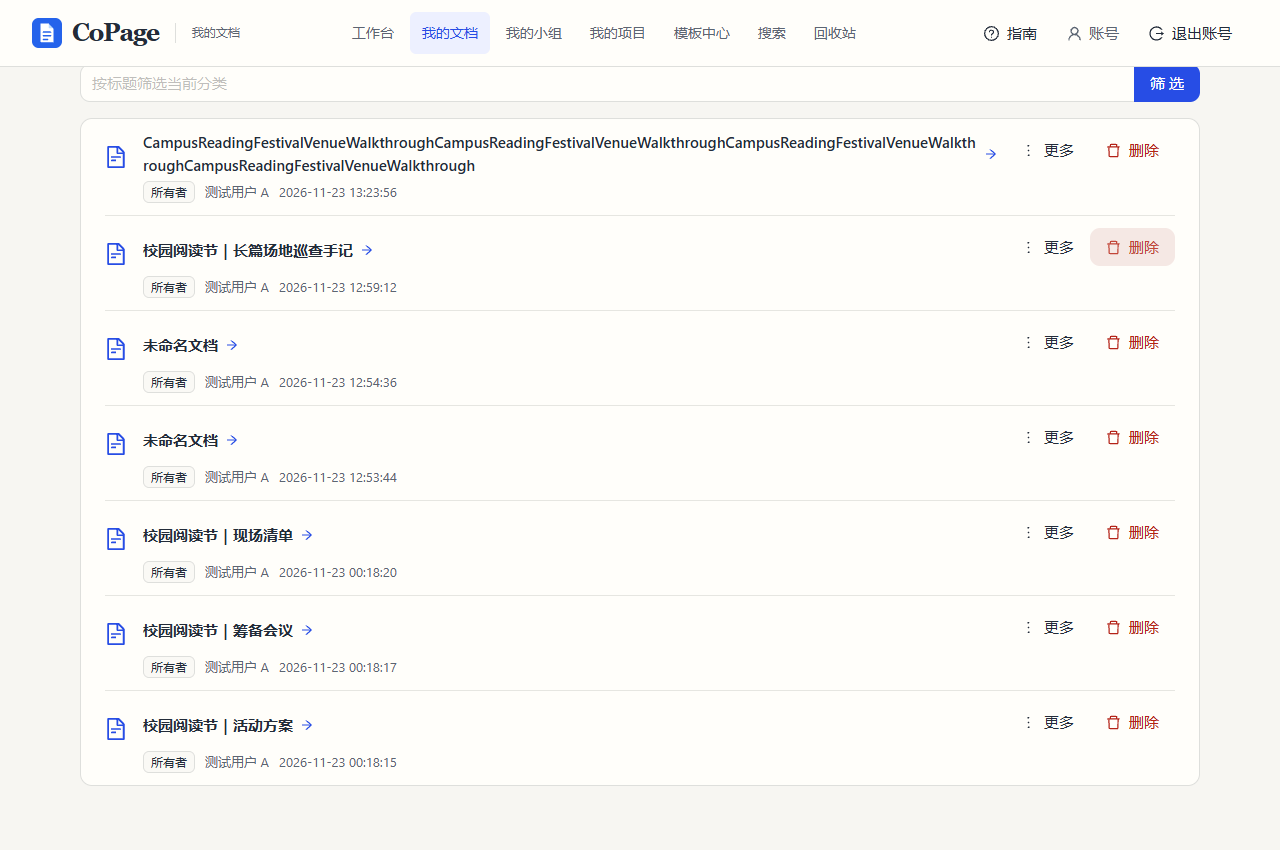 CoPage 我的文档 工作台 我的文档 我的小组 我的项目 模板中心 搜索 回收站 指南 账号 退出账号
按标题筛选当前分类 筛选
CampusReadingFestivalVenueWalkthroughCampusReadingFestivalVenueWalkthroughCampusReadingFestivalVenueWalkth
roughCampusReadingFestivalVenueWalkthrough
更多 删除
所有者 测试用户 A 2026-11-23 13:23:56
校园阅读节 | 长篇场地巡查手记 更多 删除
所有者 测试用户 A 2026-11-23 12:59:12
未命名文档 更多 删除
所有者 测试用户 A 2026-11-23 12:54:36
未命名文档 更多 删除
所有者 测试用户 A 2026-11-23 12:53:44
校园阅读节 | 现场清单 更多 删除
所有者 测试用户 A 2026-11-23 00:18:20
校园阅读节 | 筹备会议 更多 删除
所有者 测试用户 A 2026-11-23 00:18:17
校园阅读节 | 活动方案 更多 删除
所有者 测试用户 A 2026-11-23 00:18:15